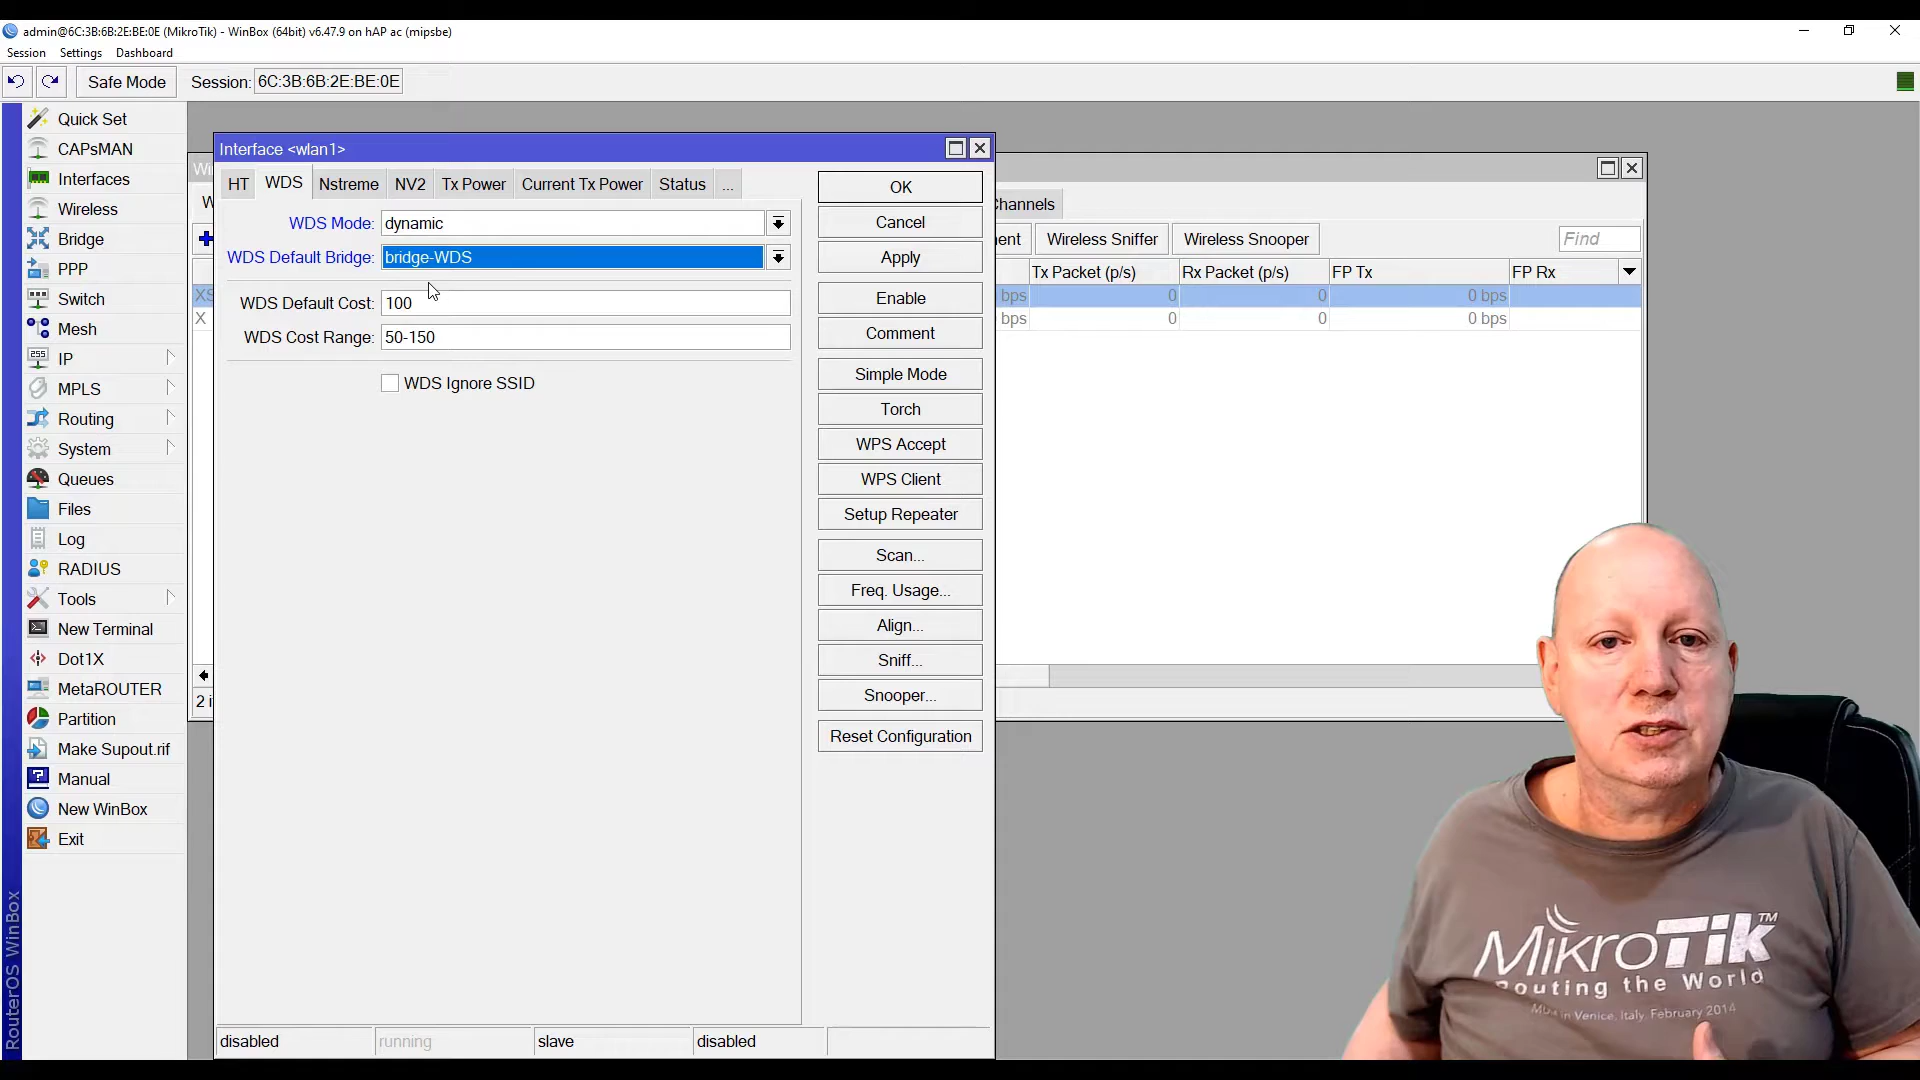 admin@6C:3B:6B:2E:BE:0E (MikroTik) - WinBox (64bit) v6.47.9 on hAP ac (mipsbe)
Session Settings Dashboard
Safe Mode Session: 6C:3B:6B:2E:BE:0E
Quick Set
CAPsMAN
Interfaces
Wireless
Bridge
PPP
Switch
Mesh
255 IP
MPLS
Routing
System
Queues
Files
Log
RADIUS
Tools
New Terminal
Dot1X
MetaROUTER
Partition
Make Supout.rif
Manual
New WinBox
Exit
RouterOS WinBox
Interface <wlan1>
HT WDS Nstreme NV2 Tx Power Current Tx Power Status ...
WDS Mode: dynamic
WDS Default Bridge: bridge-WDS
WDS Default Cost: 100
WDS Cost Range: 50-150
WDS Ignore SSID
OK
Cancel
Apply
Enable
Comment
Simple Mode
Torch
WPS Accept
WPS Client
Setup Repeater
Scan...
Freq. Usage...
Align...
Sniff...
Snooper...
Reset Configuration
disabled running slave disabled
Wireless Sniffer Wireless Snooper Find
Tx Packet (p/s) Rx Packet (p/s) FP Tx FP Rx
XS bps 0 0 0 bps
X bps 0 0 0 bps
MikroTik TM
Routing the World
Venice, Italy, February 2014